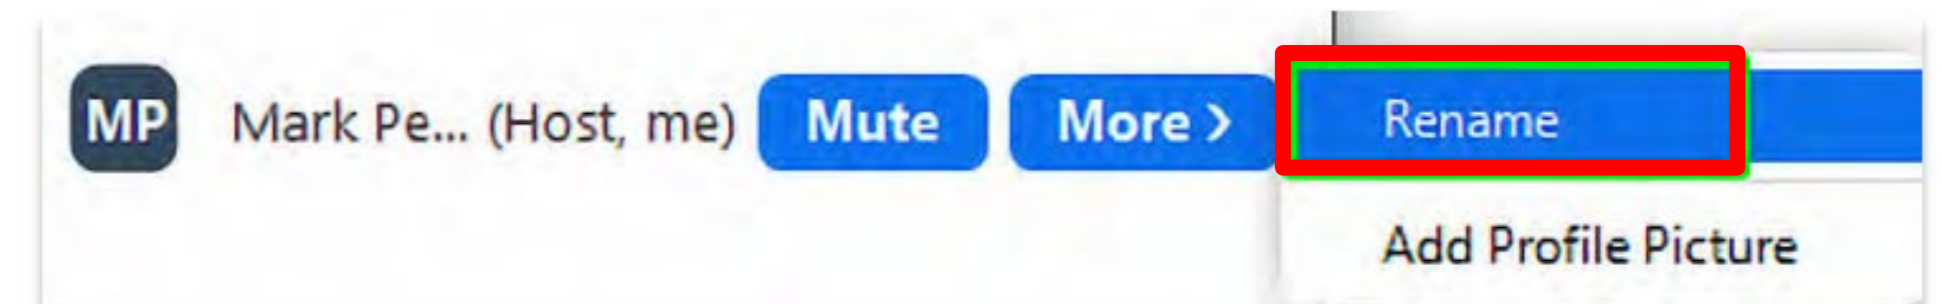 MP Mark Pe... (Host, me) Mute More > Rename
Add Profile Picture